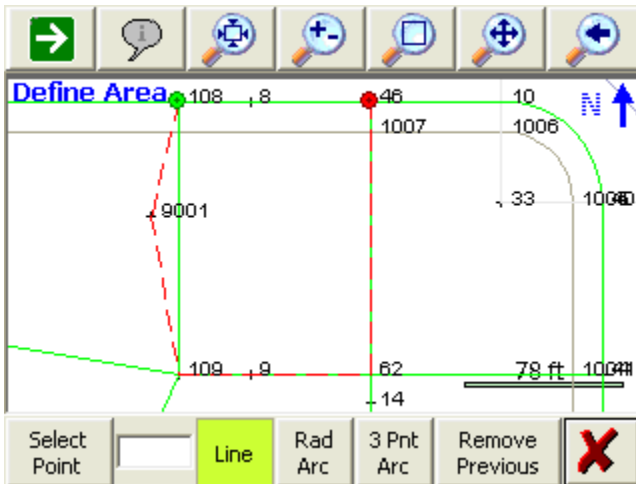 Define Area
108
8
46
10
N
1007
1006
9001
33
109
9
62
78 ft
14
Select
Point
Line
Rad
Arc
3 Pnt
Arc
Remove
Previous